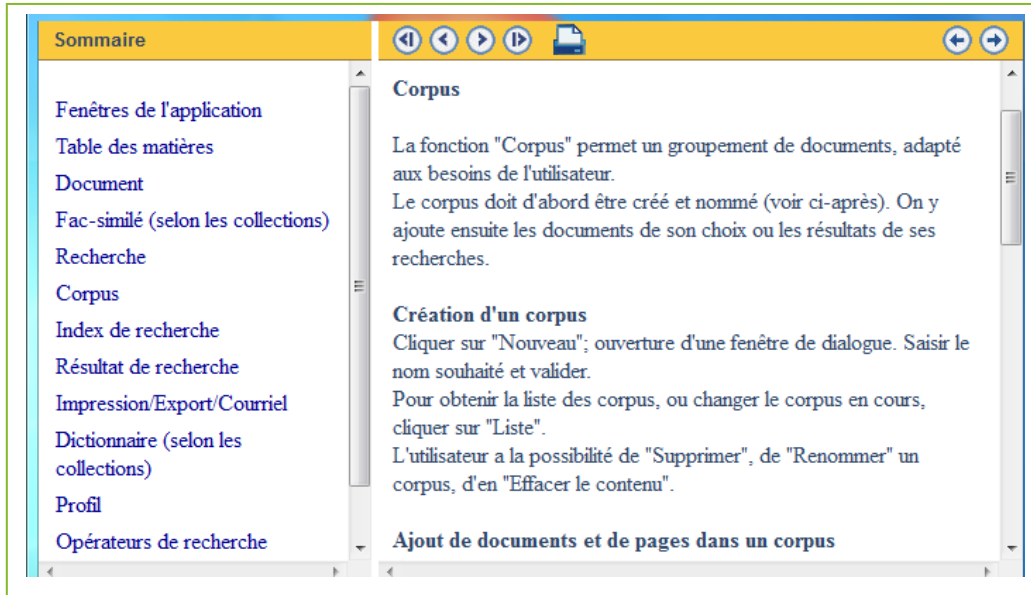 Sommaire
Fenêtres de l'application
Table des matières
Document
Fac-similé (selon les collections)
Recherche
Corpus
Index de recherche
Résultat de recherche
Impression/Export/Courriel
Dictionnaire (selon les
collections)
Profil
Opérateurs de recherche
Corpus
La fonction "Corpus" permet un groupement de documents, adapté
aux besoins de l'utilisateur.
Le corpus doit d'abord être créé et nommé (voir ci-après). On y
ajoute ensuite les documents de son choix ou les résultats de ses
recherches.
Création d'un corpus
Cliquer sur "Nouveau"; ouverture d'une fenêtre de dialogue. Saisir le
nom souhaité et valider.
Pour obtenir la liste des corpus, ou changer le corpus en cours,
cliquer sur "Liste".
L'utilisateur a la possibilité de "Supprimer", de "Renommer" un
corpus, d'en "Effacer le contenu".
Ajout de documents et de pages dans un corpus